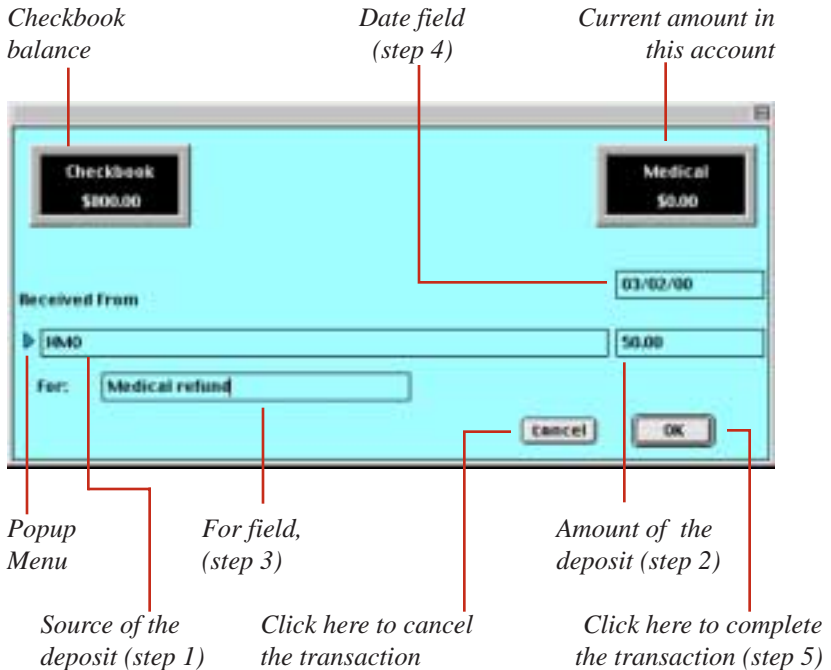 Checkbook balance
Date field (step 4)
Current amount in this account
Checkbook
$800.00
Medical
$0.00
03/02/00
Received From
HMO
50.00
For:
Medical refund
Cancel
OK
Popup Menu
For field, (step 3)
Amount of the deposit (step 2)
Source of the deposit (step 1)
Click here to cancel the transaction
Click here to complete the transaction (step 5)